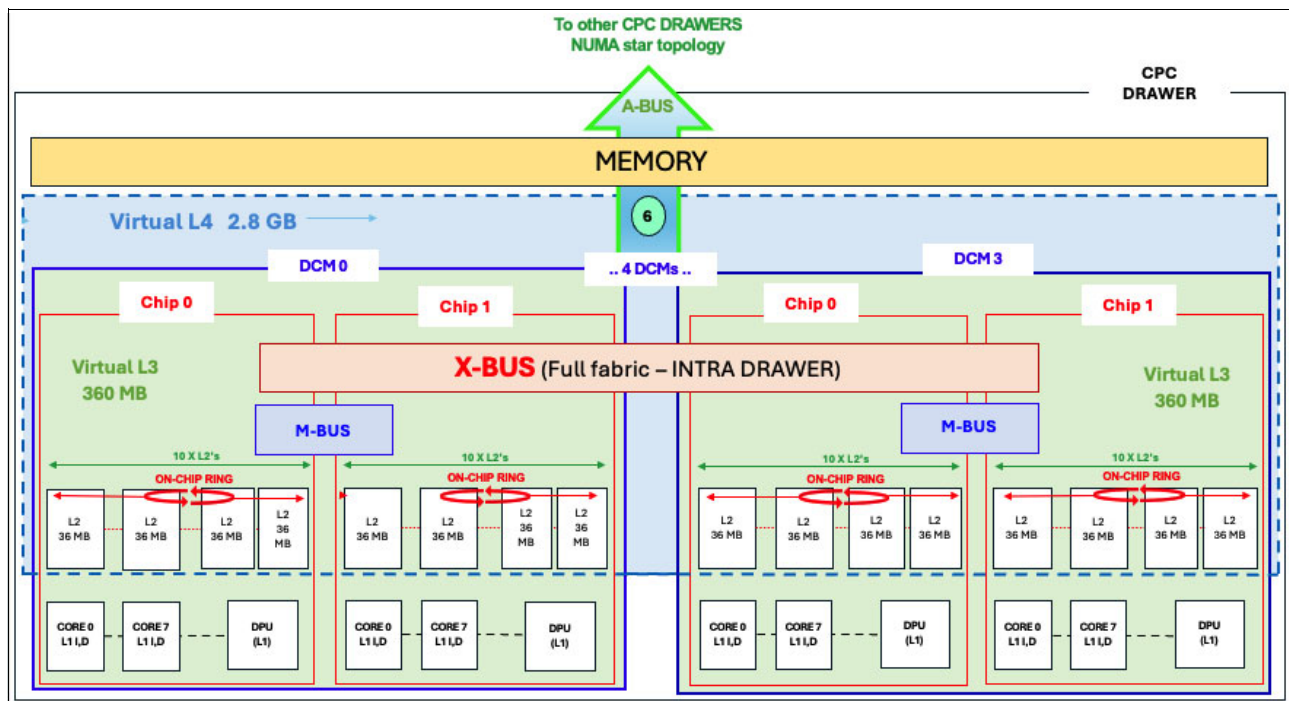 To other CPC DRAWERS
NUMA star topology
CPC
DRAWER
A-BUS
MEMORY
Virtual L4 2.8 GB
6
DCM 0
.. 4 DCMs ..
DCM 3
Chip 0
Chip 1
Chip 0
Chip 1
X-BUS (Full fabric – INTRA DRAWER)
Virtual L3
360 MB
Virtual L3
360 MB
M-BUS
M-BUS
10 X L2's
10 X L2's
10 X L2's
10 X L2's
ON-CHIP RING
ON-CHIP RING
ON-CHIP RING
ON-CHIP RING
L2
36 MB
L2
36 MB
L2
36 MB
L2
36
MB
L2
36 MB
L2
36 MB
L2
36
MB
L2
36
MB
L2
36 MB
L2
36 MB
L2
36 MB
L2
36 MB
L2
36 MB
L2
36 MB
L2
36 MB
L2
36 MB
CORE 0
L1 I,D
CORE 7
L1 I,D
DPU
(L1)
CORE 0
L1 I,D
CORE 7
L1 I,D
DPU
(L1)
CORE 0
L1 I,D
CORE 7
L1 I,D
DPU
(L1)
CORE 0
L1 I,D
CORE 7
L1 I,D
DPU
(L1)